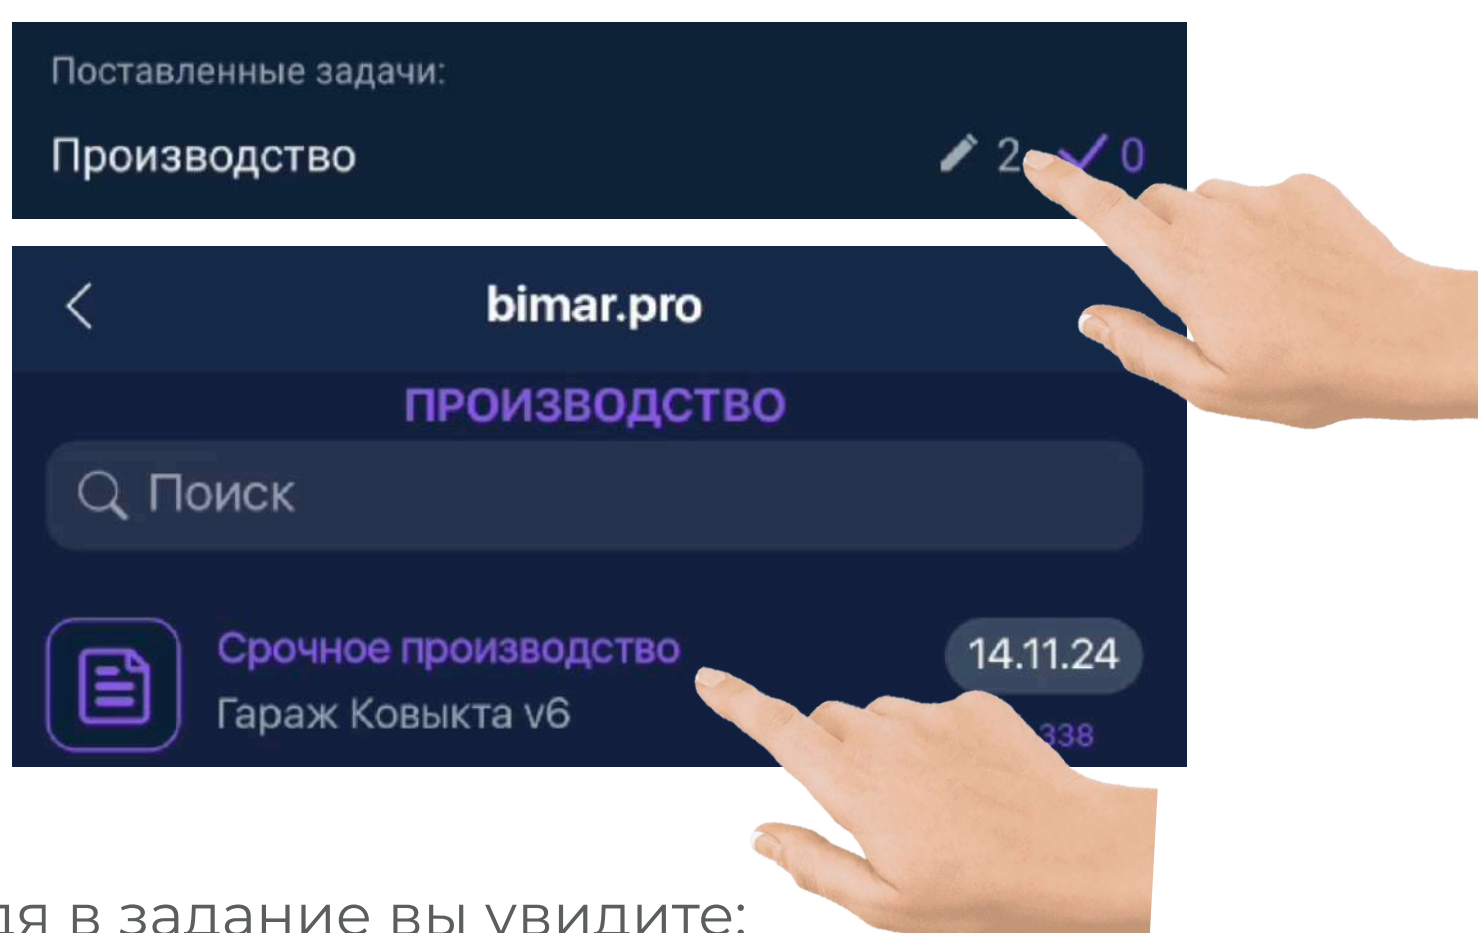 Поставленные задачи:
Производство 2 0
bimar.pro
ПРОИЗВОДСТВО
Поиск
Срочное производство 14.11.24
Гараж Ковыкта v6 338
в задание вы увидите: